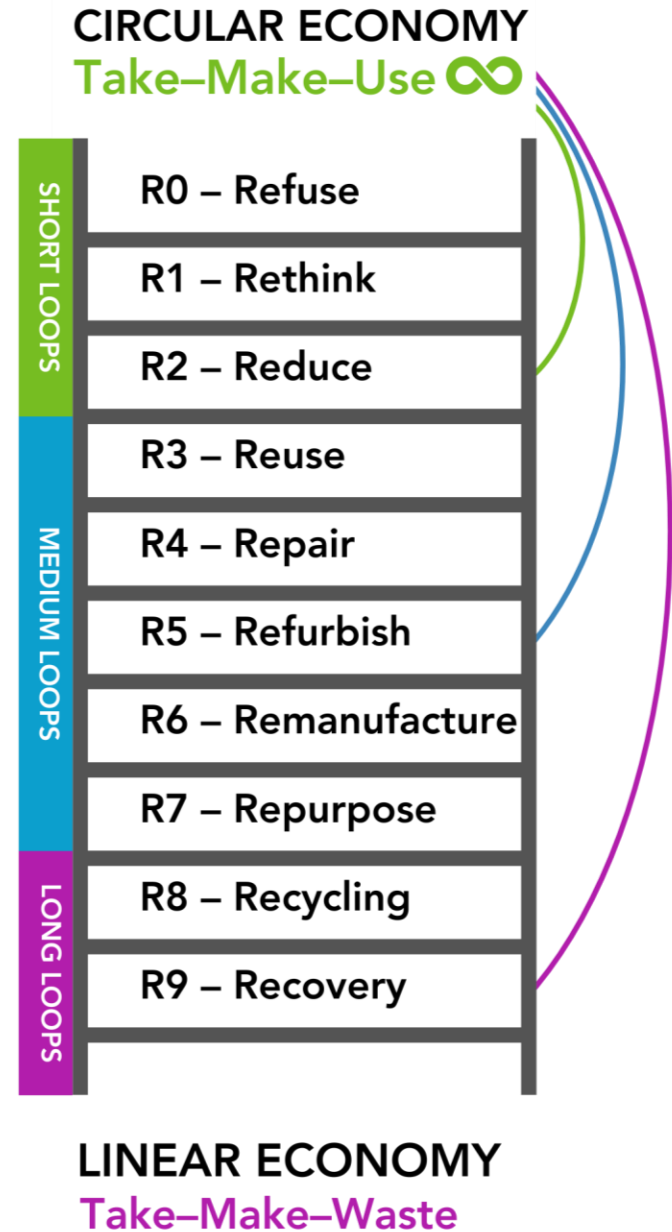 CIRCULAR ECONOMY
Take–Make–Use ∞
SHORT LOOPS
R0 – Refuse
R1 – Rethink
R2 – Reduce
MEDIUM LOOPS
R3 – Reuse
R4 – Repair
R5 – Refurbish
R6 – Remanufacture
R7 – Repurpose
LONG LOOPS
R8 – Recycling
R9 – Recovery
LINEAR ECONOMY
Take–Make–Waste